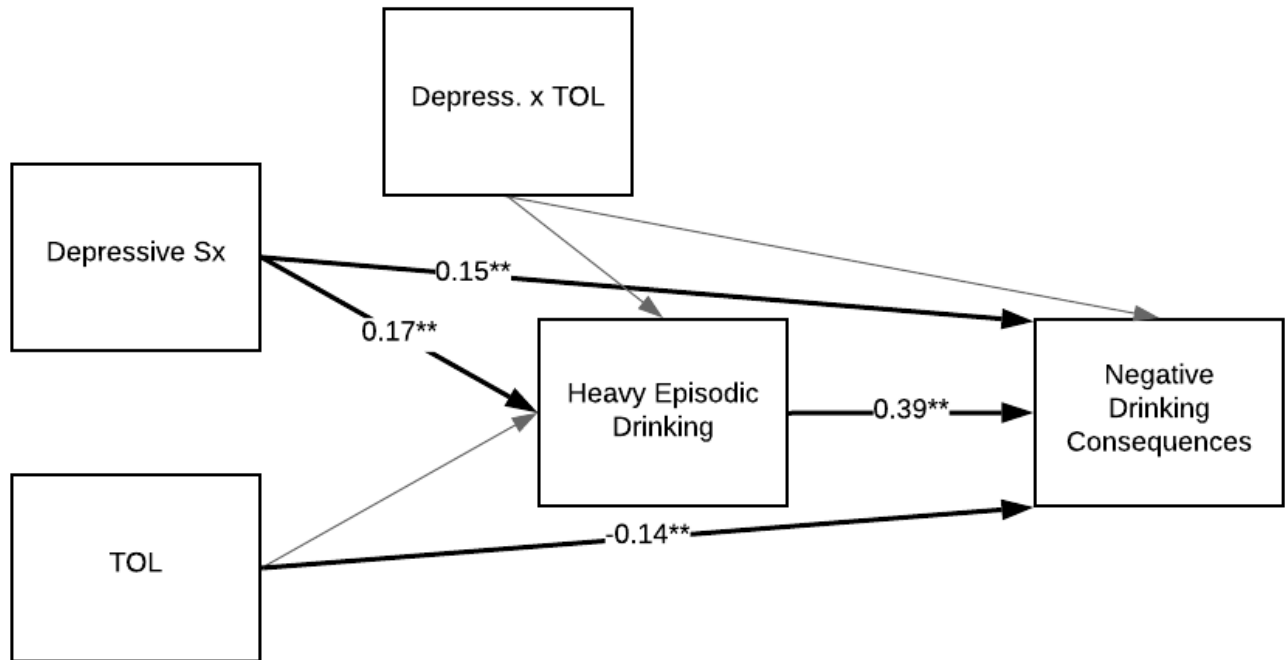 Depress. x TOL
Depressive Sx
0.15**
0.17**
Heavy Episodic
Drinking
0.39**
Negative
Drinking
Consequences
-0.14**
TOL